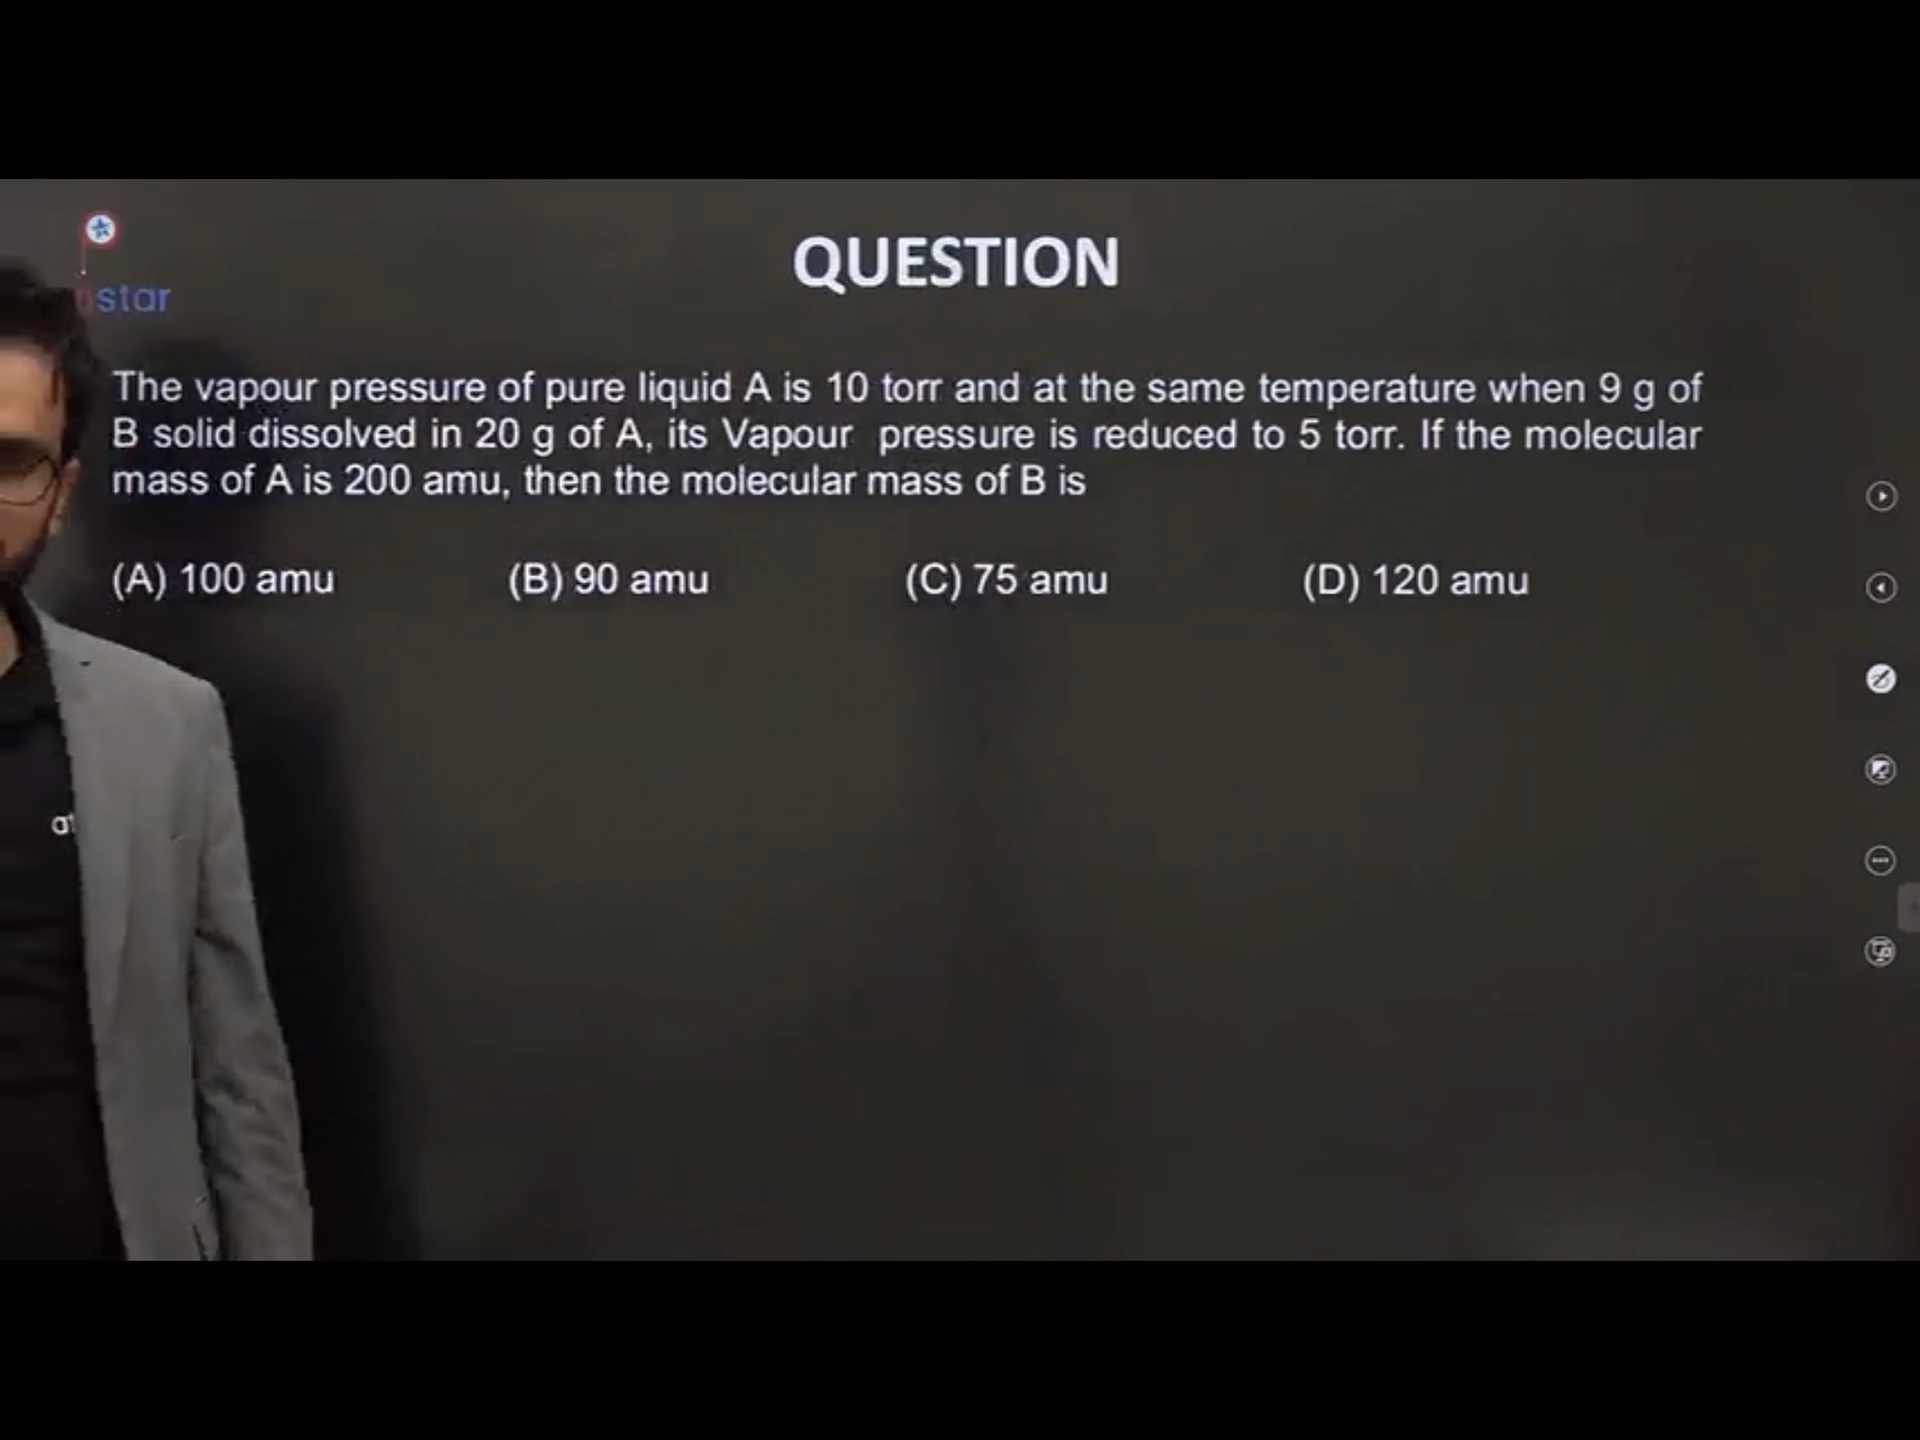 QUESTION
star
The vapour pressure of pure liquid A is 10 torr and at the same temperature when 9 g of
B solid dissolved in 20 g of A, its Vapour pressure is reduced to 5 torr. If the molecular
mass of A is 200 amu, then the molecular mass of B is
(A) 100 amu (B) 90 amu (C) 75 amu (D) 120 amu